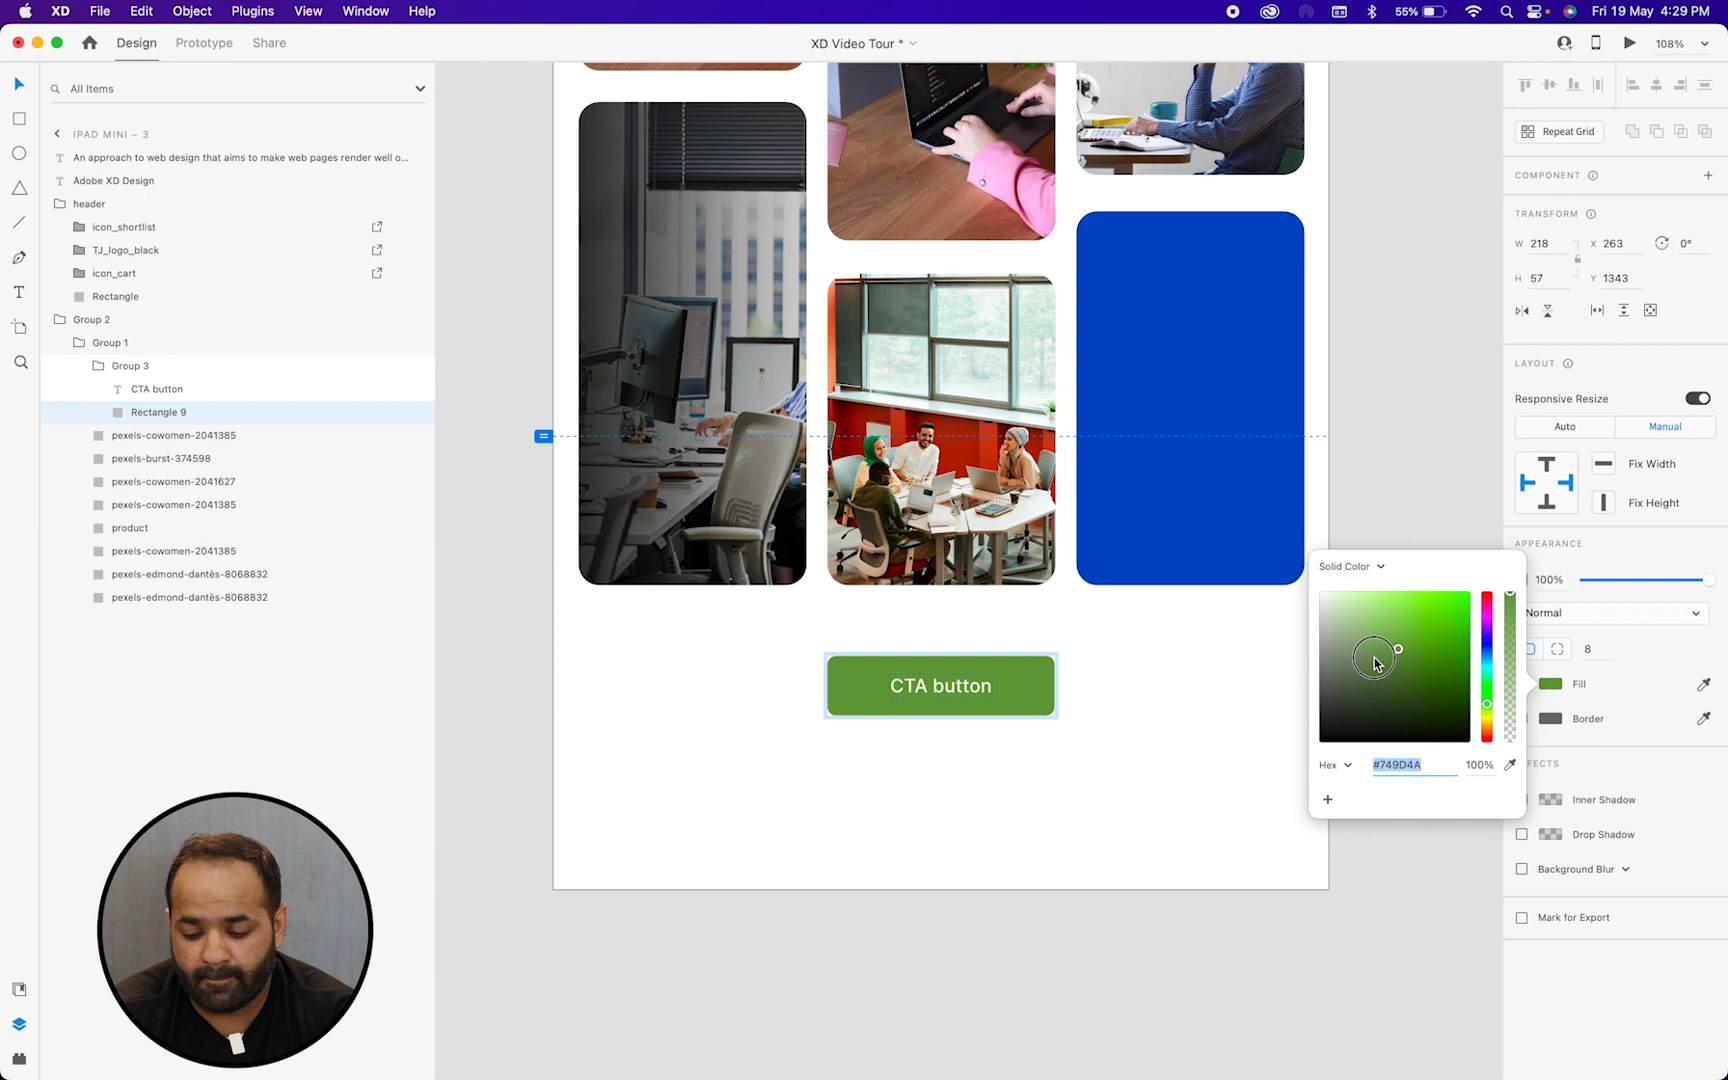 XD File Edit Object Plugins View Window Help
55% Fri 19 May 4:29 PM
Design Prototype Share
XD Video Tour *
108%
All Items
IPAD MINI – 3
An approach to web design that aims to make web pages render well o...
Adobe XD Design
header
icon_shortlist
TJ_logo_black
icon_cart
Rectangle
Group 2
Group 1
Group 3
CTA button
Rectangle 9
pexels-cowomen-2041385
pexels-burst-374598
pexels-cowomen-2041627
pexels-cowomen-2041385
product
pexels-cowomen-2041385
pexels-edmond-dantès-8068832
pexels-edmond-dantès-8068832
CTA button
Solid Color
Hex #749D4A 100%
Repeat Grid
COMPONENT
TRANSFORM
W 218 X 263 0°
H 57 Y 1343
LAYOUT
Responsive Resize
Auto Manual
Fix Width
Fix Height
APPEARANCE
100%
Normal
8
Fill
Border
FECTS
Inner Shadow
Drop Shadow
Background Blur
Mark for Export